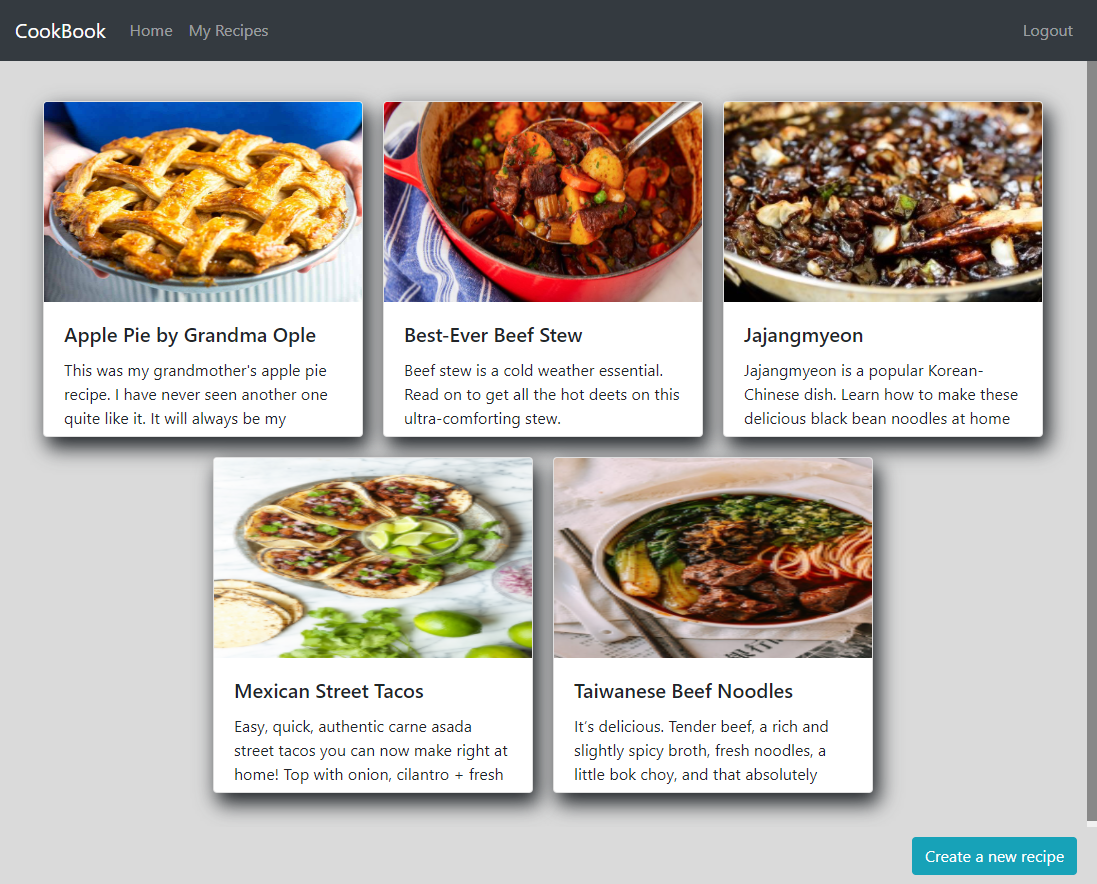 CookBook Home My Recipes Logout
Apple Pie by Grandma Ople
This was my grandmother's apple pie
recipe. I have never seen another one
quite like it. It will always be my
Best-Ever Beef Stew
Beef stew is a cold weather essential.
Read on to get all the hot deets on this
ultra-comforting stew.
Jajangmyeon
Jajangmyeon is a popular Korean-
Chinese dish. Learn how to make these
delicious black bean noodles at home
Mexican Street Tacos
Easy, quick, authentic carne asada
street tacos you can now make right at
home! Top with onion, cilantro + fresh
Taiwanese Beef Noodles
It's delicious. Tender beef, a rich and
slightly spicy broth, fresh noodles, a
little bok choy, and that absolutely
Create a new recipe